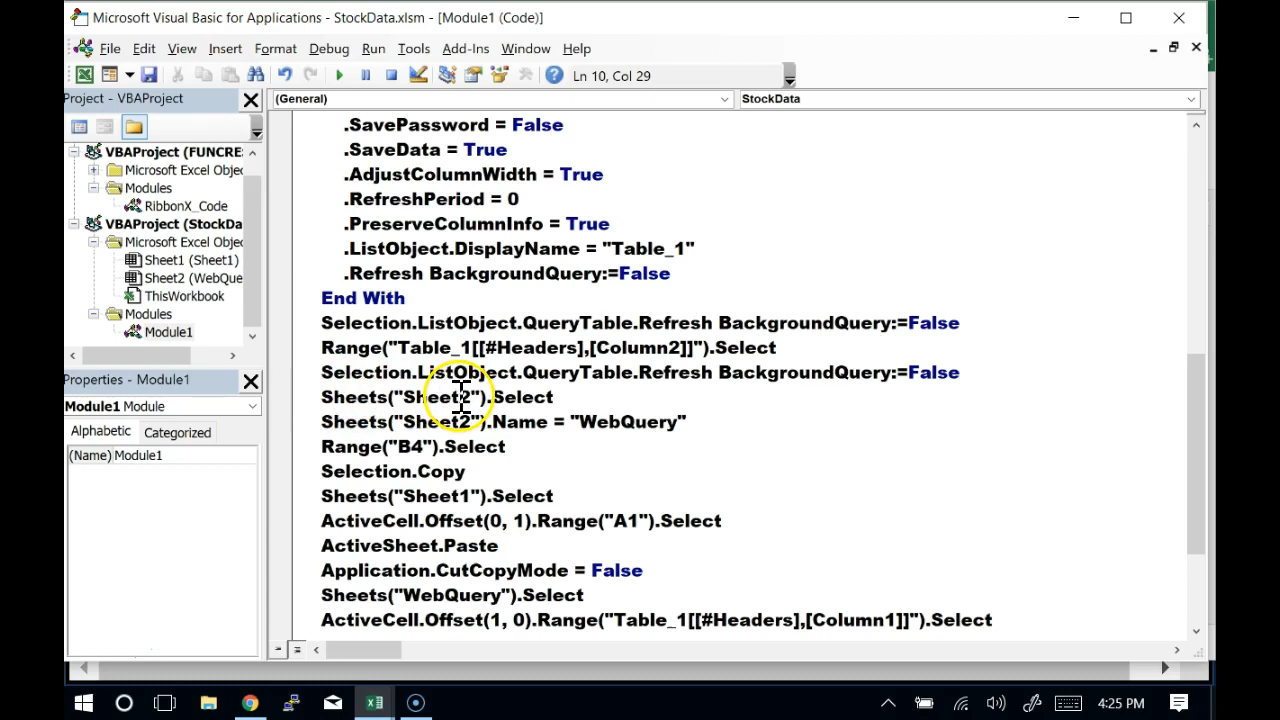 Microsoft Visual Basic for Applications - StockData.xlsm - [Module1 (Code)]
File Edit View Insert Format Debug Run Tools Add-Ins Window Help
Ln 10, Col 29
Project - VBAProject
(General)
StockData
VBAProject (FUNCRE
Microsoft Excel Objec
Modules
RibbonX_Code
VBAProject (StockDa
Microsoft Excel Objec
Sheet1 (Sheet1)
Sheet2 (WebQue
ThisWorkbook
Modules
Module1
Properties - Module1
Module1 Module
Alphabetic Categorized
(Name) Module1
.SavePassword = False
.SaveData = True
.AdjustColumnWidth = True
.RefreshPeriod = 0
.PreserveColumnInfo = True
.ListObject.DisplayName = "Table_1"
.Refresh BackgroundQuery:=False
End With
Selection.ListObject.QueryTable.Refresh BackgroundQuery:=False
Range("Table_1[[#Headers],[Column2]]").Select
Selection.ListObject.QueryTable.Refresh BackgroundQuery:=False
Sheets("Sheet2").Select
Sheets("Sheet2").Name = "WebQuery"
Range("B4").Select
Selection.Copy
Sheets("Sheet1").Select
ActiveCell.Offset(0, 1).Range("A1").Select
ActiveSheet.Paste
Application.CutCopyMode = False
Sheets("WebQuery").Select
ActiveCell.Offset(1, 0).Range("Table_1[[#Headers],[Column1]]").Select
4:25 PM